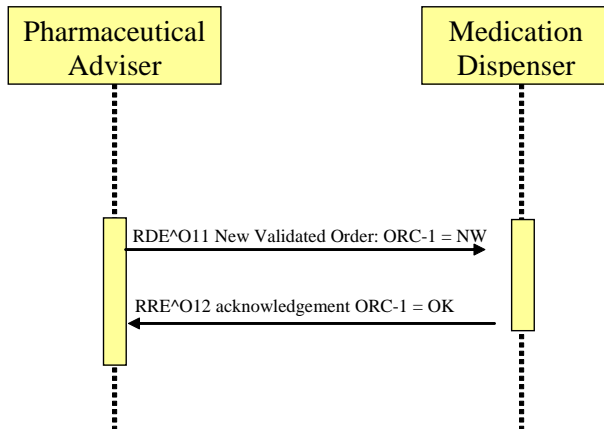 Pharmaceutical
Adviser
Medication
Dispenser
RDE^O11 New Validated Order: ORC-1 = NW
RRE^O12 acknowledgement ORC-1 = OK